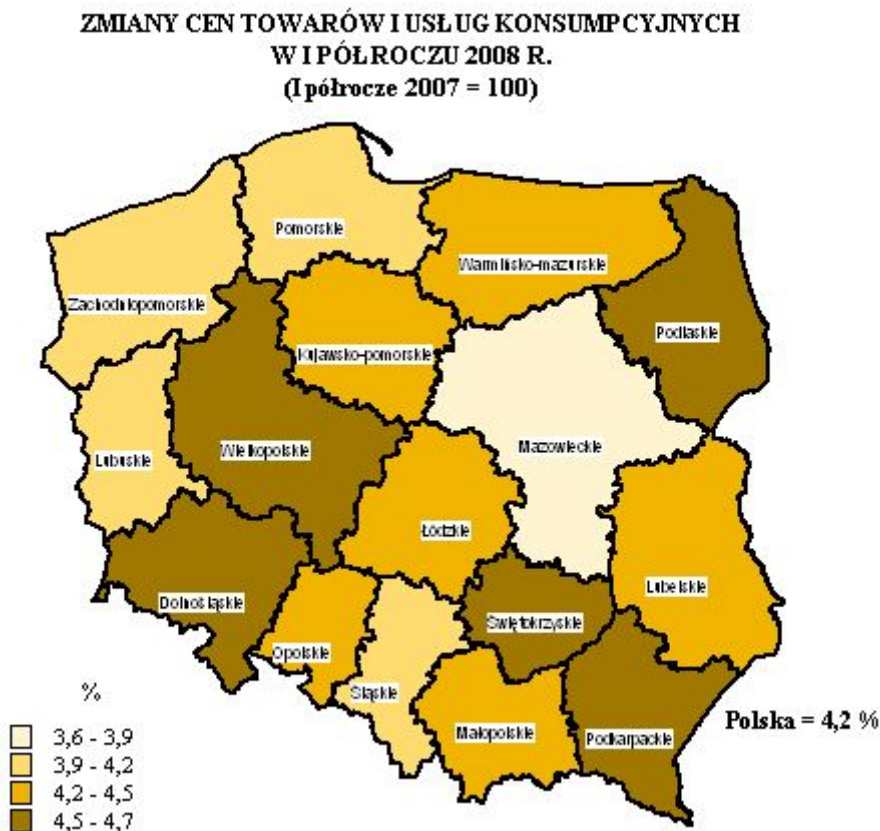 ZMIANY CEN TOWARÓW I USŁUG KONSUMPCYJNYCH
W I PÓŁROCZU 2008 R.
(I półrocze 2007 = 100)
Pomorskie
Warmińsko-mazurskie
Zachodniopomorskie
Podlaskie
Kujawsko-pomorskie
Wielkopolskie
Mazowieckie
Lubuskie
Łódzkie
Lubelskie
Dolnośląskie
Świętokrzyskie
Opolskie
Śląskie
Małopolskie
Podkarpackie
Polska = 4,2 %
%
3,6 - 3,9
3,9 - 4,2
4,2 - 4,5
4,5 - 4,7